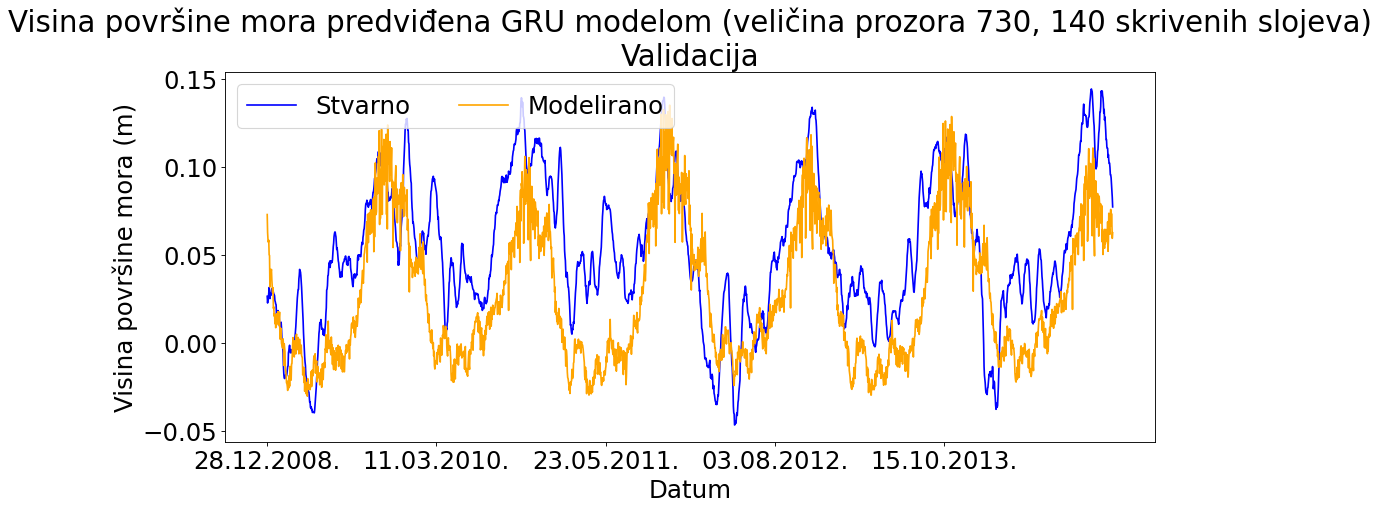 Visina površine mora predviđena GRU modelom (veličina prozora 730, 140 skrivenih slojeva)
Validacija
Stvarno
Modelirano
Visina površine mora (m)
0.15
0.10
0.05
0.00
−0.05
28.12.2008.
11.03.2010.
23.05.2011.
03.08.2012.
15.10.2013.
Datum